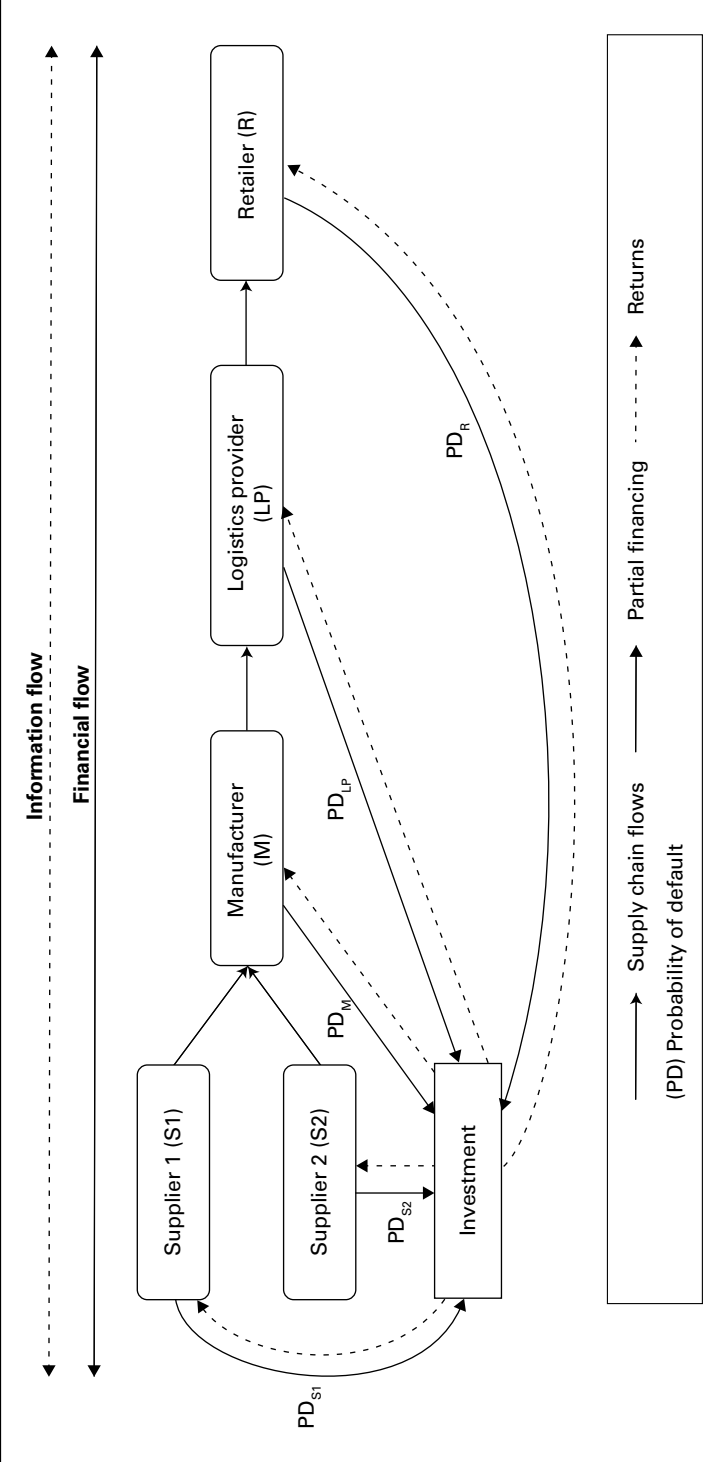 Information flow
Financial flow
Supplier 1 (S1)
Supplier 2 (S2)
Manufacturer
(M)
Logistics provider
(LP)
Retailer (R)
PD_S1
PD_S2
PD_M
PD_LP
PD_R
Investment
Supply chain flows
Partial financing
Returns
(PD) Probability of default